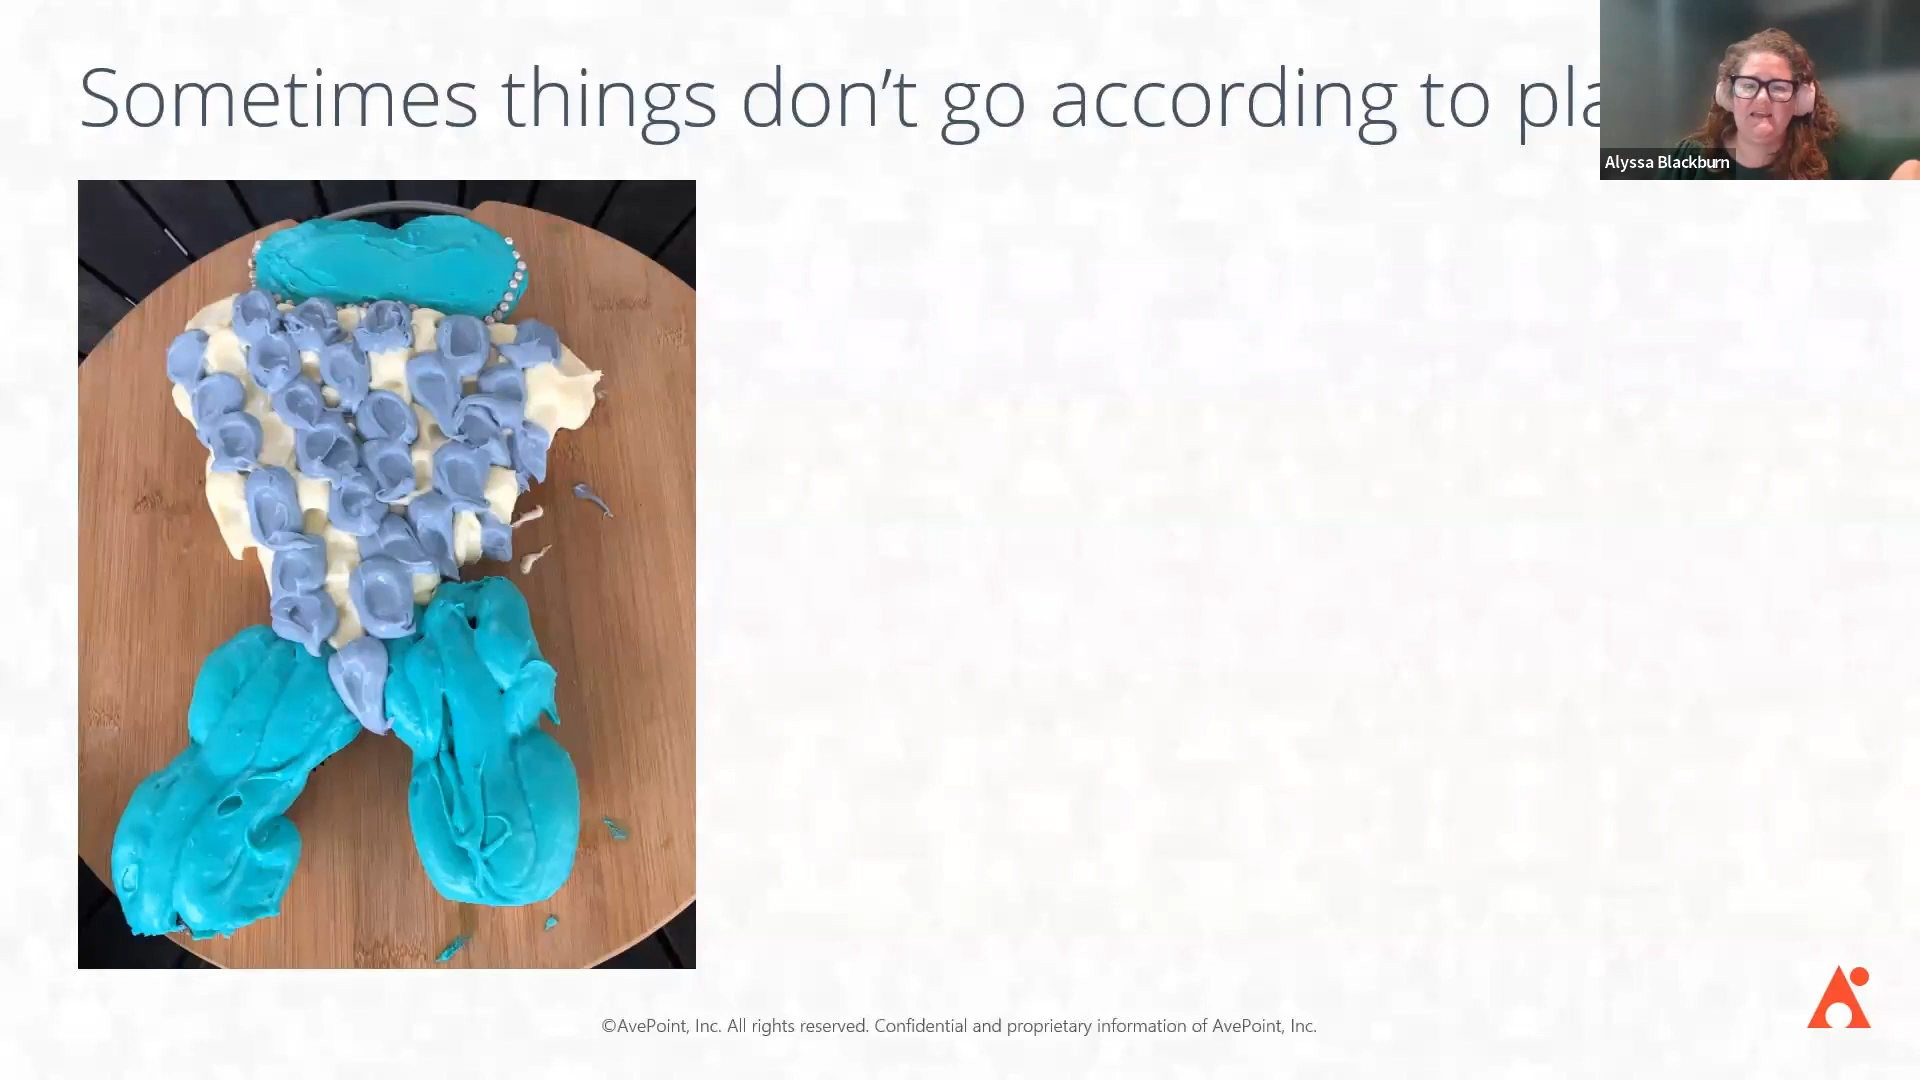 Sometimes things don’t go according to pla
Alyssa Blackburn
©AvePoint, Inc. All rights reserved. Confidential and proprietary information of AvePoint, Inc.